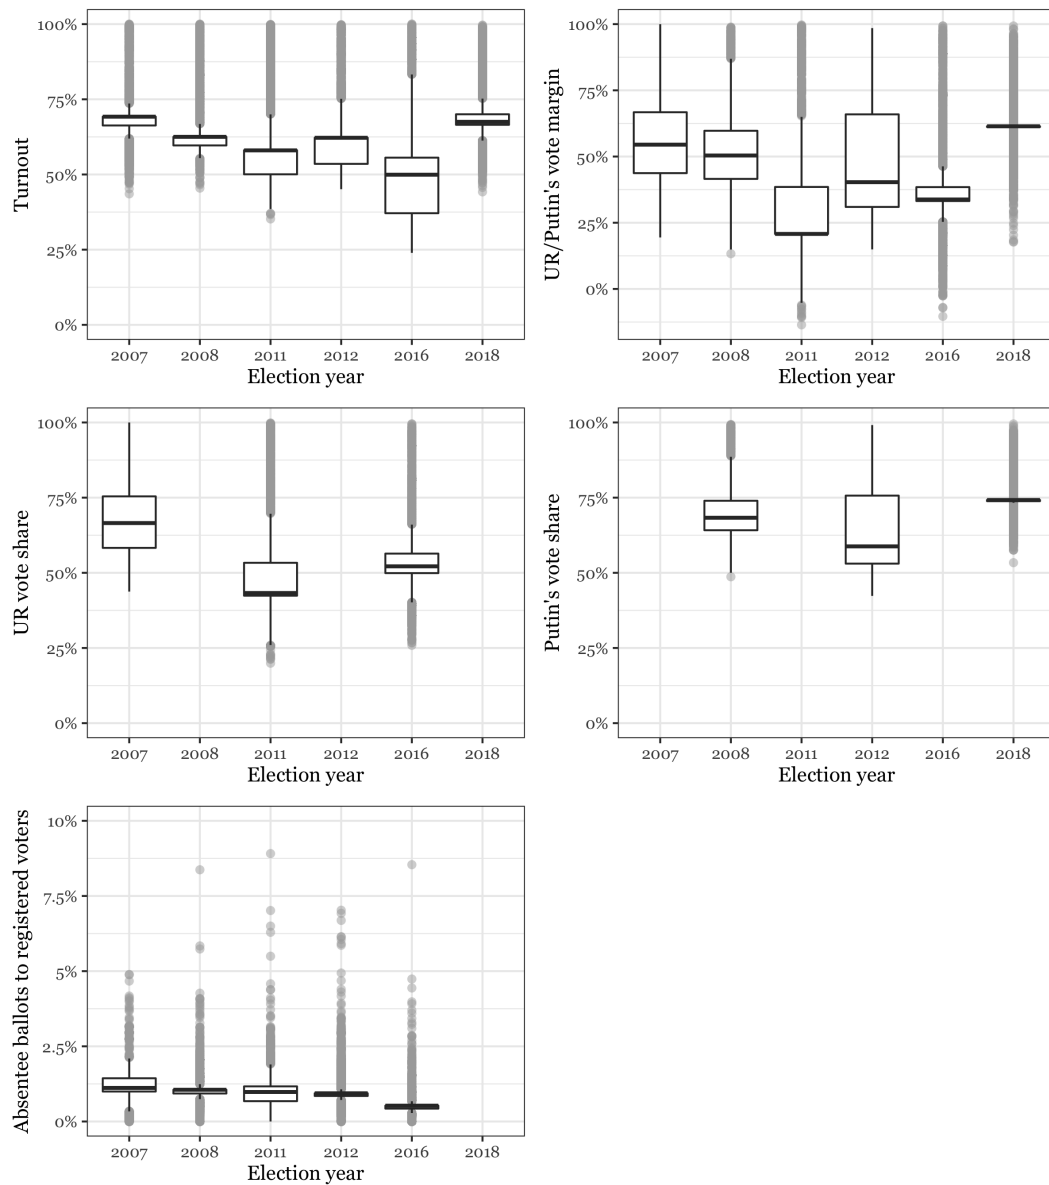 Turnout
100%
75%
50%
25%
0%
2007 2008 2011 2012 2016 2018
Election year
UR/Putin's vote margin
100%
75%
50%
25%
0%
2007 2008 2011 2012 2016 2018
Election year
UR vote share
100%
75%
50%
25%
0%
2007 2008 2011 2012 2016 2018
Election year
Putin's vote share
100%
75%
50%
25%
0%
2007 2008 2011 2012 2016 2018
Election year
Absentee ballots to registered voters
10%
7.5%
5%
2.5%
0%
2007 2008 2011 2012 2016 2018
Election year